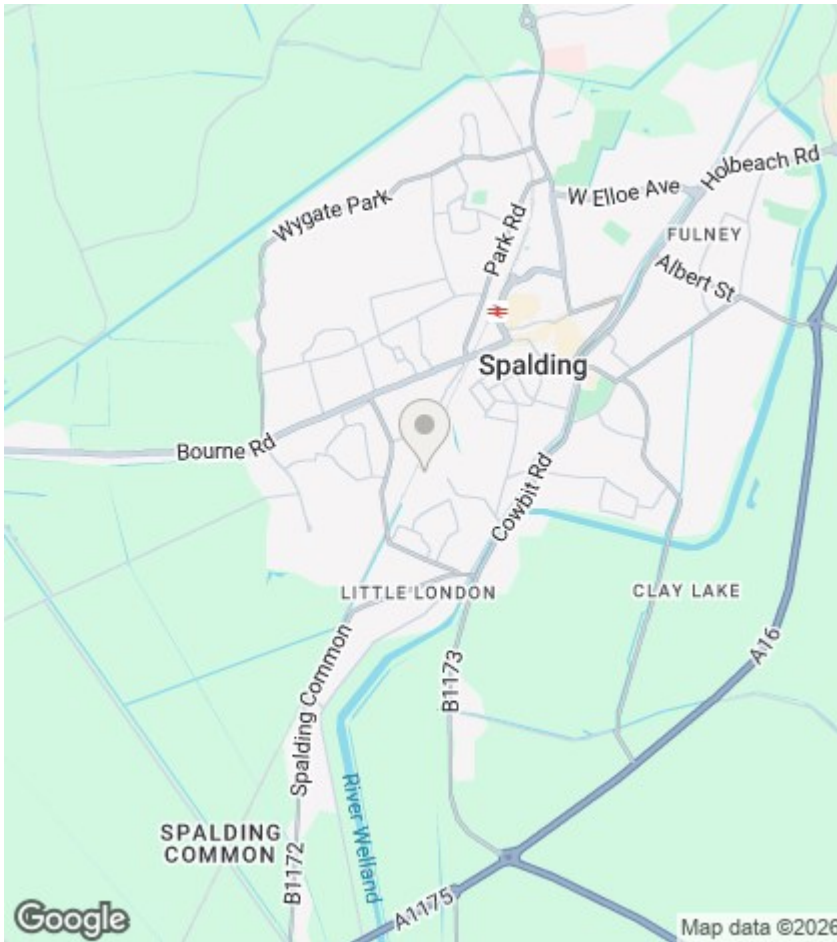 Holbeach Rd
W Elloe Ave
Wygate Park
Park Rd
FULNEY
Albert St
Spalding
Bourne Rd
Cowbit Rd
LITTLE LONDON
CLAY LAKE
A16
B1173
Spalding Common
River Welland
SPALDING
COMMON
B1172
A1175
Google
Map data ©2026